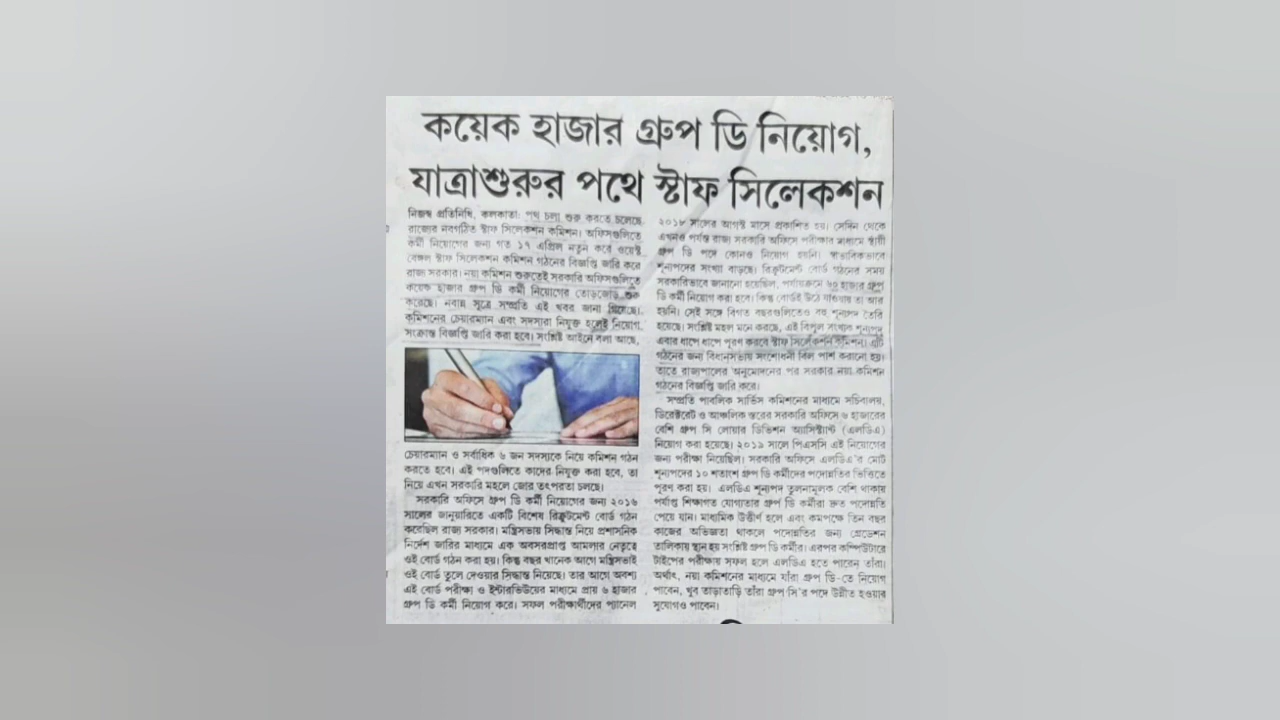 কয়েক হাজার গ্রুপ ডি নিয়োগ,
যাত্রাশুরুর পথে স্টাফ সিলেকশন
নিজস্ব প্রতিনিধি, কলকাতা: পথ চলা শুরু করতে চলেছে
রাজ্যের নবগঠিত স্টাফ সিলেকশন কমিশন। অফিসগুলিতে
কর্মী নিয়োগের জন্য গত ১৭ এপ্রিল নতুন করে ওয়েস্ট
বেঙ্গল স্টাফ সিলেকশন কমিশন গঠনের বিজ্ঞপ্তি জারি করে
রাজ্য সরকার। নয়া কমিশন শুরুতেই সরকারি অফিসগুলিতে
কয়েক হাজার গ্রুপ ডি কর্মী নিয়োগের তোড়জোড় শুরু
করেছে। নবান্ন সূত্রে সম্প্রতি এই খবর জানা গিয়েছে।
কমিশনের চেয়ারম্যান এবং সদস্যরা নিযুক্ত হলেই নিয়োগ
সংক্রান্ত বিজ্ঞপ্তি জারি করা হবে। সংশ্লিষ্ট আইনে বলা আছে,
চেয়ারম্যান ও সর্বাধিক ৬ জন সদস্যকে নিয়ে কমিশন গঠন
করতে হবে। এই পদগুলিতে কাদের নিযুক্ত করা হবে, তা
নিয়ে এখন সরকারি মহলে জোর তৎপরতা চলছে।
সরকারি অফিসে গ্রুপ ডি কর্মী নিয়োগের জন্য ২০১৬
সালের জানুয়ারিতে একটি বিশেষ রিক্রুটমেন্ট বোর্ড গঠন
করেছিল রাজ্য সরকার। মন্ত্রিসভায় সিদ্ধান্ত নিয়ে প্রশাসনিক
নির্দেশ জারির মাধ্যমে এক অবসরপ্রাপ্ত আমলার নেতৃত্বে
ওই বোর্ড গঠন করা হয়। কিন্তু বছর খানেক আগে মন্ত্রিসভাই
ওই বোর্ড তুলে দেওয়ার সিদ্ধান্ত নিয়েছে। তার আগে অবশ্য
এই বোর্ড পরীক্ষা ও ইন্টারভিউয়ের মাধ্যমে প্রায় ৬ হাজার
গ্রুপ ডি কর্মী নিয়োগ করে। সফল পরীক্ষার্থীদের প্যানেল
২০১৮ সালের আগস্ট মাসে প্রকাশিত হয়। সেদিন থেকে
এখনও পর্যন্ত রাজ্য সরকারি অফিসে পরীক্ষার মাধ্যমে স্থায়ী
গ্রুপ ডি পদে কোনও নিয়োগ হয়নি। স্বাভাবিকভাবে
শূন্যপদের সংখ্যা বাড়ছে। রিক্রুটমেন্ট বোর্ড গঠনের সময়
সরকারিভাবে জানানো হয়েছিল, পর্যায়ক্রমে ৬০ হাজার গ্রুপ
ডি কর্মী নিয়োগ করা হবে। কিন্তু বোর্ডই উঠে যাওয়ায় তা আর
হয়নি। সেই সঙ্গে বিগত বছরগুলিতেও বহু শূন্যপদ তৈরি
হয়েছে। সংশ্লিষ্ট মহল মনে করছে, এই বিপুল সংখ্যক শূন্যপদ
এবার ধাপে ধাপে পূরণ করবে স্টাফ সিলেকশন কমিশন। এটি
গঠনের জন্য বিধানসভায় সংশোধনী বিল পাশ করানো হয়।
তাতে রাজ্যপালের অনুমোদনের পর সরকার নয়া কমিশন
গঠনের বিজ্ঞপ্তি জারি করে।
সম্প্রতি পাবলিক সার্ভিস কমিশনের মাধ্যমে সচিবালয়,
ডিরেক্টরেট ও আঞ্চলিক স্তরের সরকারি অফিসে ৬ হাজারের
বেশি গ্রুপ সি লোয়ার ডিভিশন অ্যাসিস্ট্যান্ট (এলডিএ)
নিয়োগ করা হয়েছে। ২০১৯ সালে পিএসসি এই নিয়োগের
জন্য পরীক্ষা নিয়েছিল। সরকারি অফিসে এলডিএ'র মোট
শূন্যপদের ১০ শতাংশ গ্রুপ ডি কর্মীদের পদোন্নতির ভিত্তিতে
পূরণ করা হয়। এলডিএ শূন্যপদ তুলনামূলক বেশি থাকায়
পর্যাপ্ত শিক্ষাগত যোগ্যতার গ্রুপ ডি কর্মীরা দ্রুত পদোন্নতি
পেয়ে যান। মাধ্যমিক উত্তীর্ণ হলে এবং কমপক্ষে তিন বছর
কাজের অভিজ্ঞতা থাকলে পদোন্নতির জন্য গ্রেডেশন
তালিকায় স্থান হয় সংশ্লিষ্ট গ্রুপ ডি কর্মীর। এরপর কম্পিউটারে
টাইপের পরীক্ষায় সফল হলে এলডিএ হতে পারেন তাঁরা।
অর্থাৎ, নয়া কমিশনের মাধ্যমে যাঁরা গ্রুপ ডি-তে নিয়োগ
পাবেন, খুব তাড়াতাড়ি তাঁরা গ্রুপ সি'র পদে উন্নীত হওয়ার
সুযোগও পাবেন।